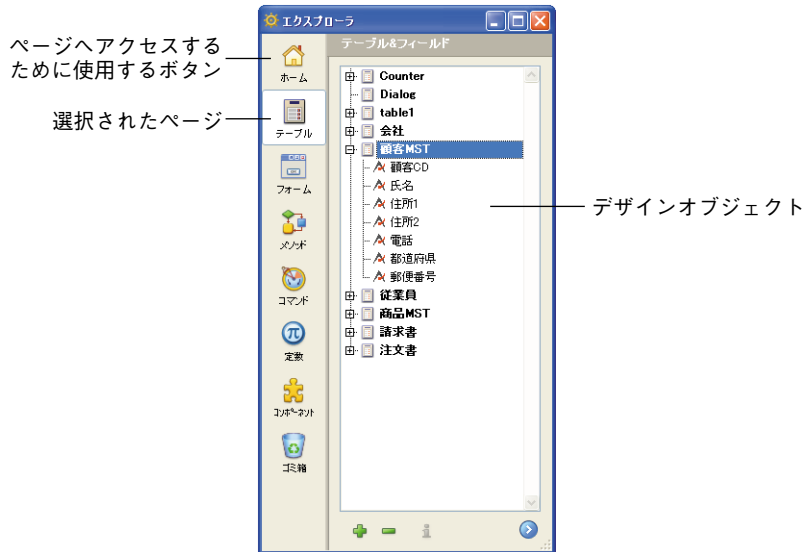 エクスプローラ
ページへアクセスする
ために使用するボタン
選択されたページ
ホーム
テーブル
フォーム
メソッド
コマンド
定数
コンポーネント
ゴミ箱
テーブル&フィールド
Counter
Dialog
table1
会社
顧客MST
顧客CD
氏名
住所1
住所2
電話
都道府県
郵便番号
従業員
商品MST
請求書
注文書
デザインオブジェクト